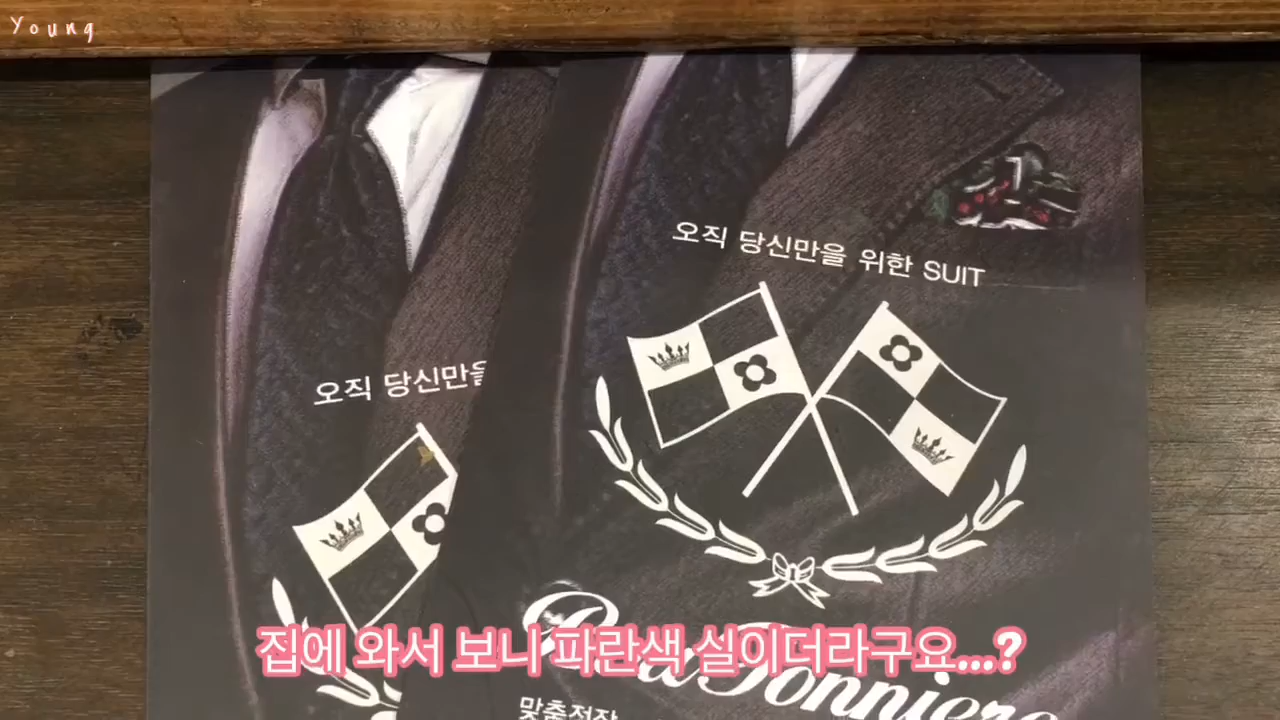 Young
오직 당신만을 위한 SUIT
오직 당신만을
집에 와서 보니 파란색 실이더라구요...?
맞춤정장